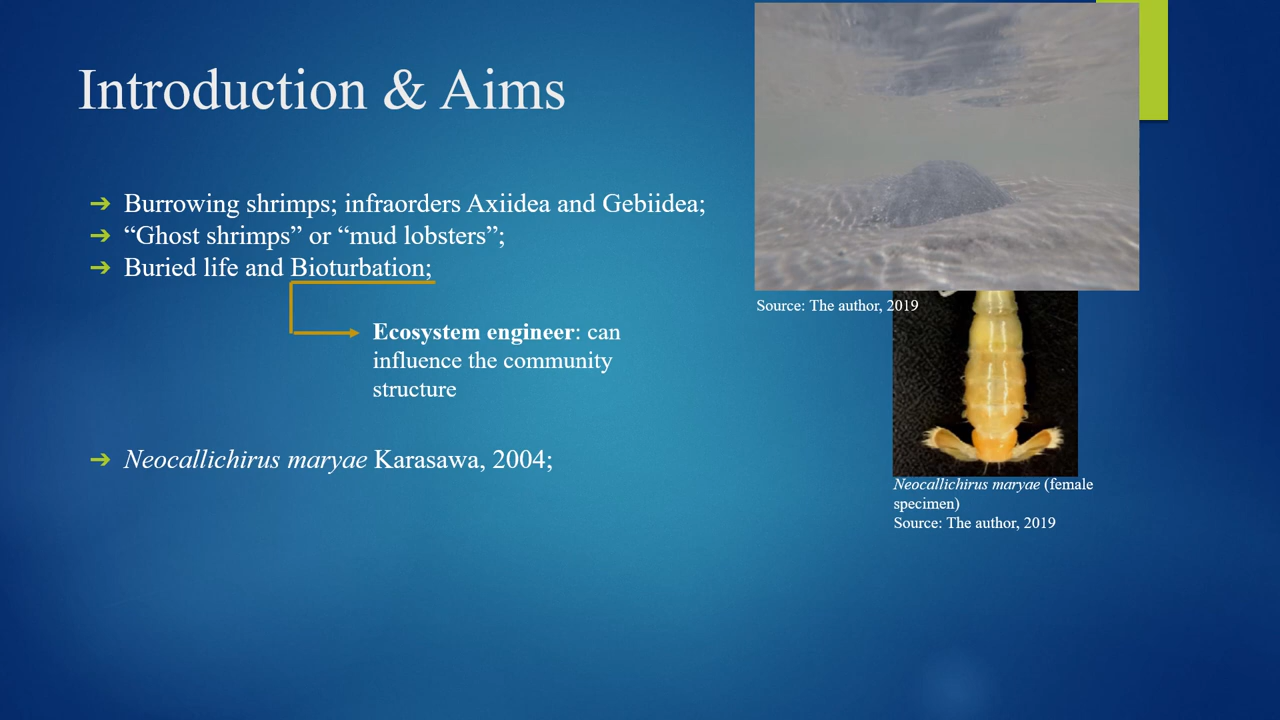 Introduction & Aims
➔ Burrowing shrimps; infraorders Axiidea and Gebiidea;
➔ “Ghost shrimps” or “mud lobsters”;
➔ Buried life and Bioturbation;
Ecosystem engineer: can
influence the community
structure
➔ Neocallichirus maryae Karasawa, 2004;
Source: The author, 2019
Neocallichirus maryae (female
specimen)
Source: The author, 2019